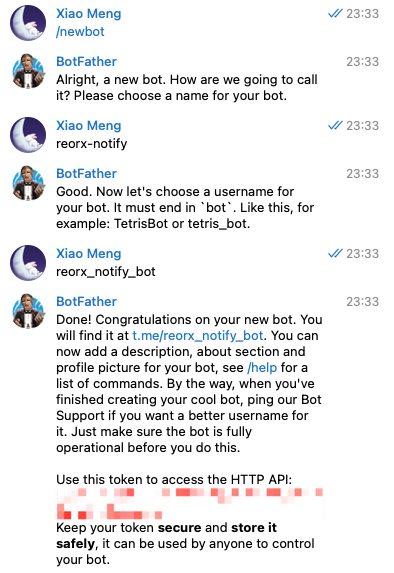 Xiao Meng 23:33
/newbot
BotFather 23:33
Alright, a new bot. How are we going to call
it? Please choose a name for your bot.
Xiao Meng 23:33
reorx-notify
BotFather 23:33
Good. Now let's choose a username for
your bot. It must end in `bot`. Like this, for
example: TetrisBot or tetris_bot.
Xiao Meng 23:33
reorx_notify_bot
BotFather 23:33
Done! Congratulations on your new bot. You
will find it at t.me/reorx_notify_bot. You can
now add a description, about section and
profile picture for your bot, see /help for a
list of commands. By the way, when you've
finished creating your cool bot, ping our Bot
Support if you want a better username for
it. Just make sure the bot is fully
operational before you do this.
Use this token to access the HTTP API:
Keep your token secure and store it
safely, it can be used by anyone to control
your bot.